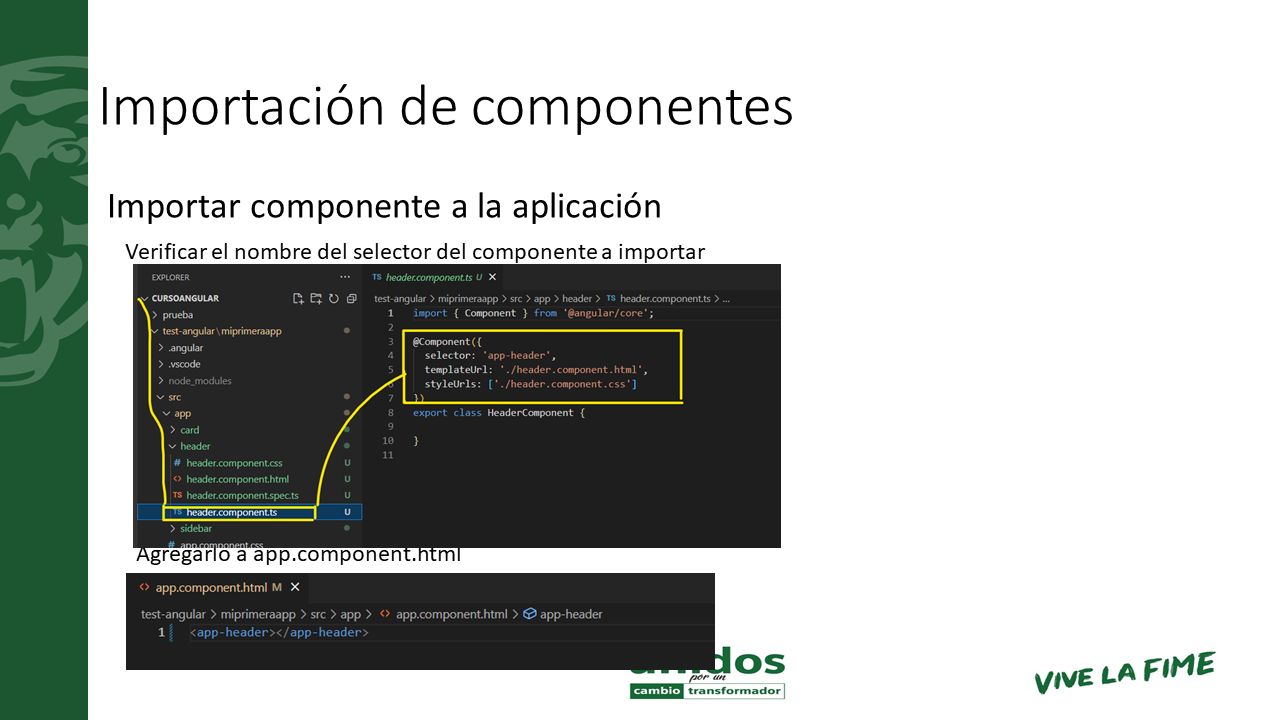 Importación de componentes
Importar componente a la aplicación
Verificar el nombre del selector del componente a importar
EXPLORER ···
CURSOANGULAR
prueba
test-angular\miprimeraapp
.angular
.vscode
node_modules
src
app
card
header
# header.component.css U
<> header.component.html U
TS header.component.spec.ts U
TS header.component.ts U
sidebar
# app.component.css
TS header.component.ts U ×
test-angular > miprimeraapp > src > app > header > TS header.component.ts > ...
1 import { Component } from '@angular/core';
2
3 @Component({
4 selector: 'app-header',
5 templateUrl: './header.component.html',
6 styleUrls: ['./header.component.css']
7 })
8 export class HeaderComponent {
9
10 }
11
Agregarlo a app.component.html
<> app.component.html M ×
test-angular > miprimeraapp > src > app > <> app.component.html > app-header
1 <app-header></app-header>
unidos
por un
cambio transformador
VIVE LA FIME